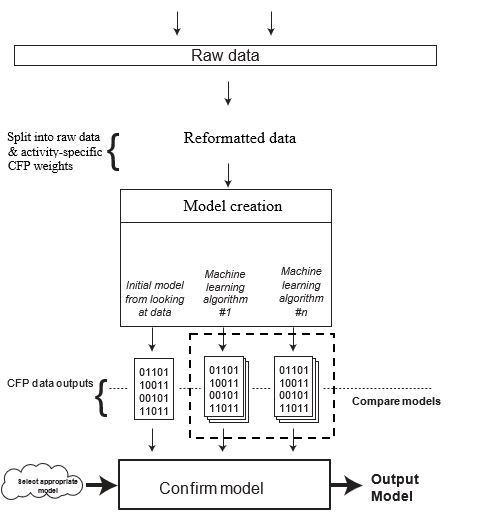 Raw data
Split into raw data
& activity-specific
CFP weights
Reformatted data
Model creation
Initial model
from looking
at data
Machine
learning
algorithm
#1
Machine
learning
algorithm
#n
CFP data outputs
01101
10011
00101
11011
01101
10011
00101
11011
01101
10011
00101
11011
Compare models
Select appropriate
model
Confirm model
Output
Model